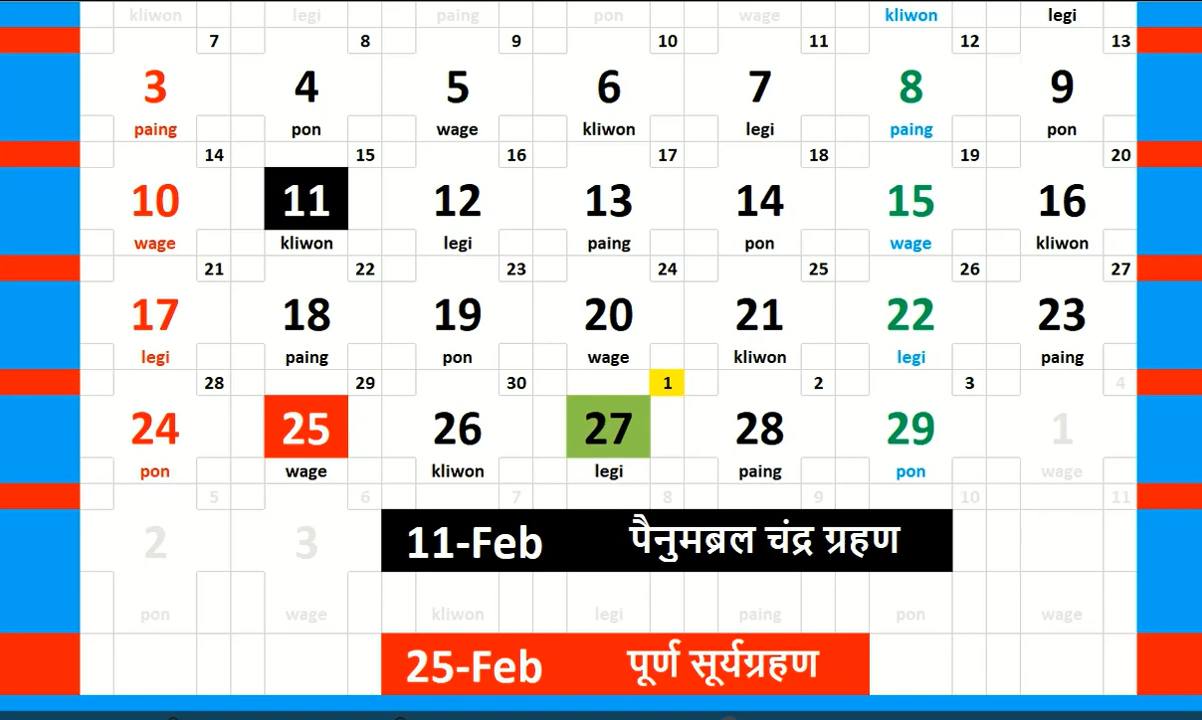 kliwon legi paing pon wage kliwon legi
7 8 9 10 11 12 13
3 4 5 6 7 8 9
paing pon wage kliwon legi paing pon
14 15 16 17 18 19 20
10 11 12 13 14 15 16
wage kliwon legi paing pon wage kliwon
21 22 23 24 25 26 27
17 18 19 20 21 22 23
legi paing pon wage kliwon legi paing
28 29 30 1 2 3 4
24 25 26 27 28 29 1
pon wage kliwon legi paing pon wage
5 6 7 8 9 10 11
2 3
11-Feb पैनुमब्रल चंद्र ग्रहण
pon wage kliwon legi paing pon wage
25-Feb पूर्ण सूर्यग्रहण